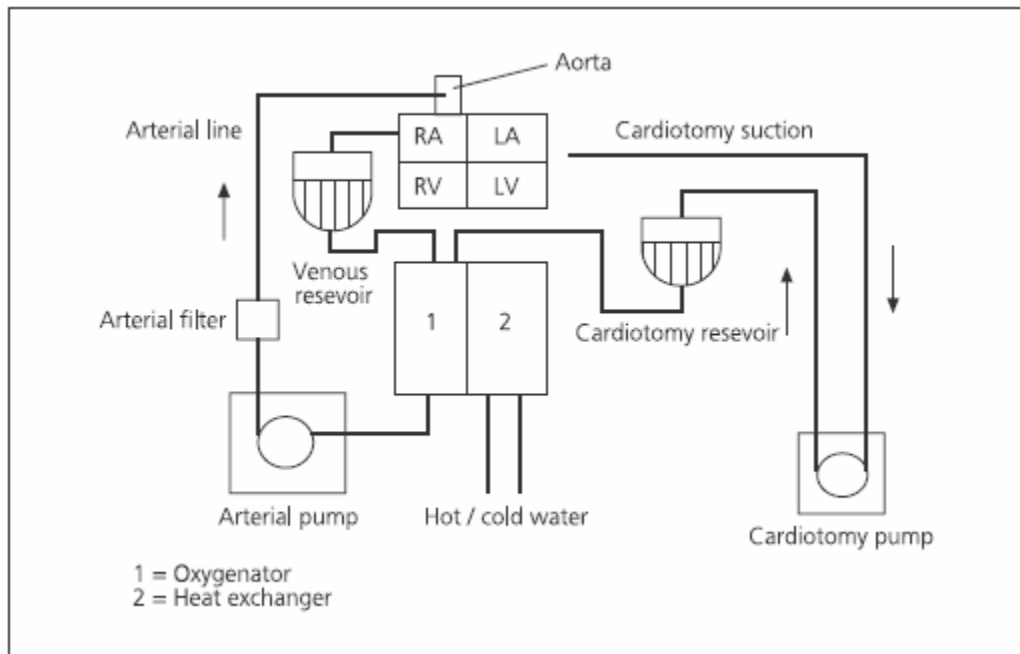 Aorta
Arterial line
RA
LA
Cardiotomy suction
RV
LV
Venous
resevoir
Arterial filter
1
2
Cardiotomy resevoir
Arterial pump
Hot / cold water
Cardiotomy pump
1 = Oxygenator
2 = Heat exchanger